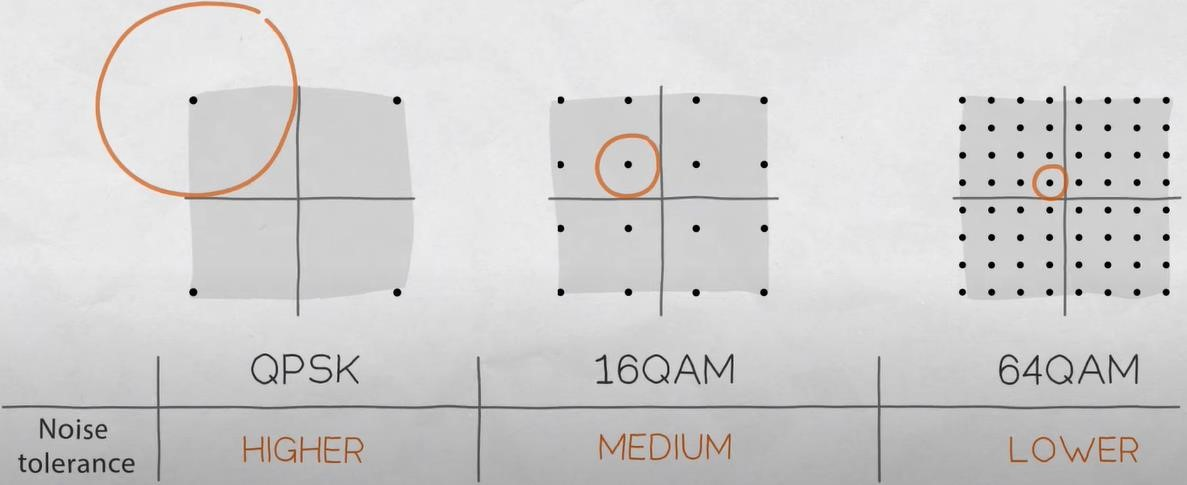 QPSK 16QAM 64QAM
Noise
tolerance
HIGHER MEDIUM LOWER